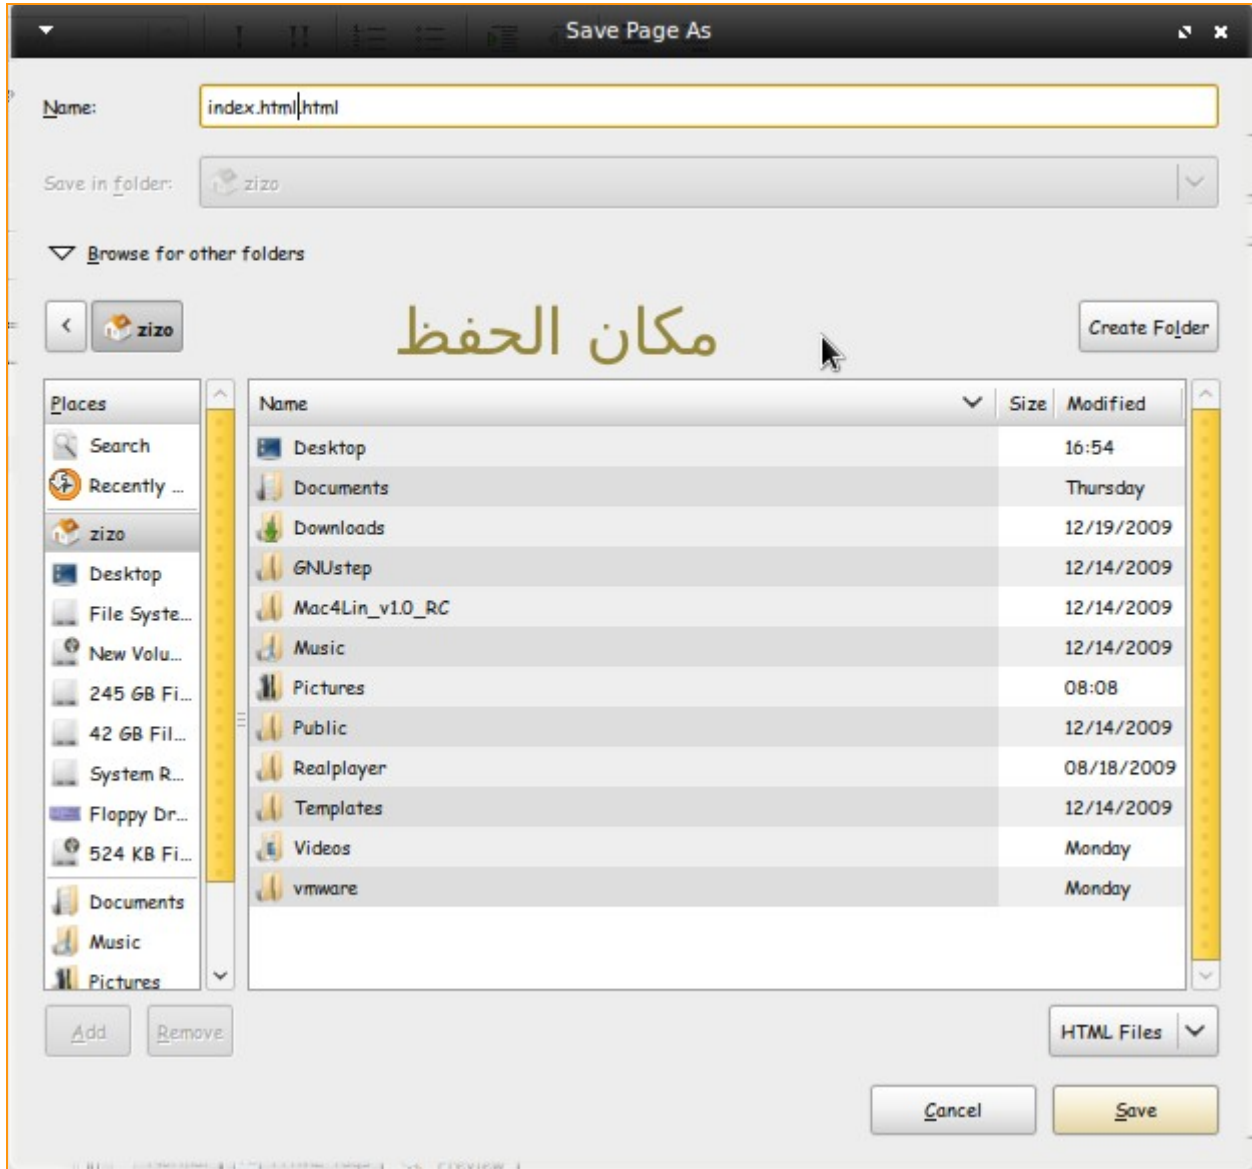 Save Page As
Name: index.html.html
Save in folder: zizo
Browse for other folders
zizo
مكان الحفظ
Create Folder
Places
Search
Recently ...
zizo
Desktop
File Syste...
New Volu...
245 GB Fi...
42 GB Fil...
System R...
Floppy Dr...
524 KB Fi...
Documents
Music
Pictures
Name Size Modified
Desktop 16:54
Documents Thursday
Downloads 12/19/2009
GNUstep 12/14/2009
Mac4Lin_v1.0_RC 12/14/2009
Music 12/14/2009
Pictures 08:08
Public 12/14/2009
Realplayer 08/18/2009
Templates 12/14/2009
Videos Monday
vmware Monday
Add Remove
HTML Files
Cancel Save